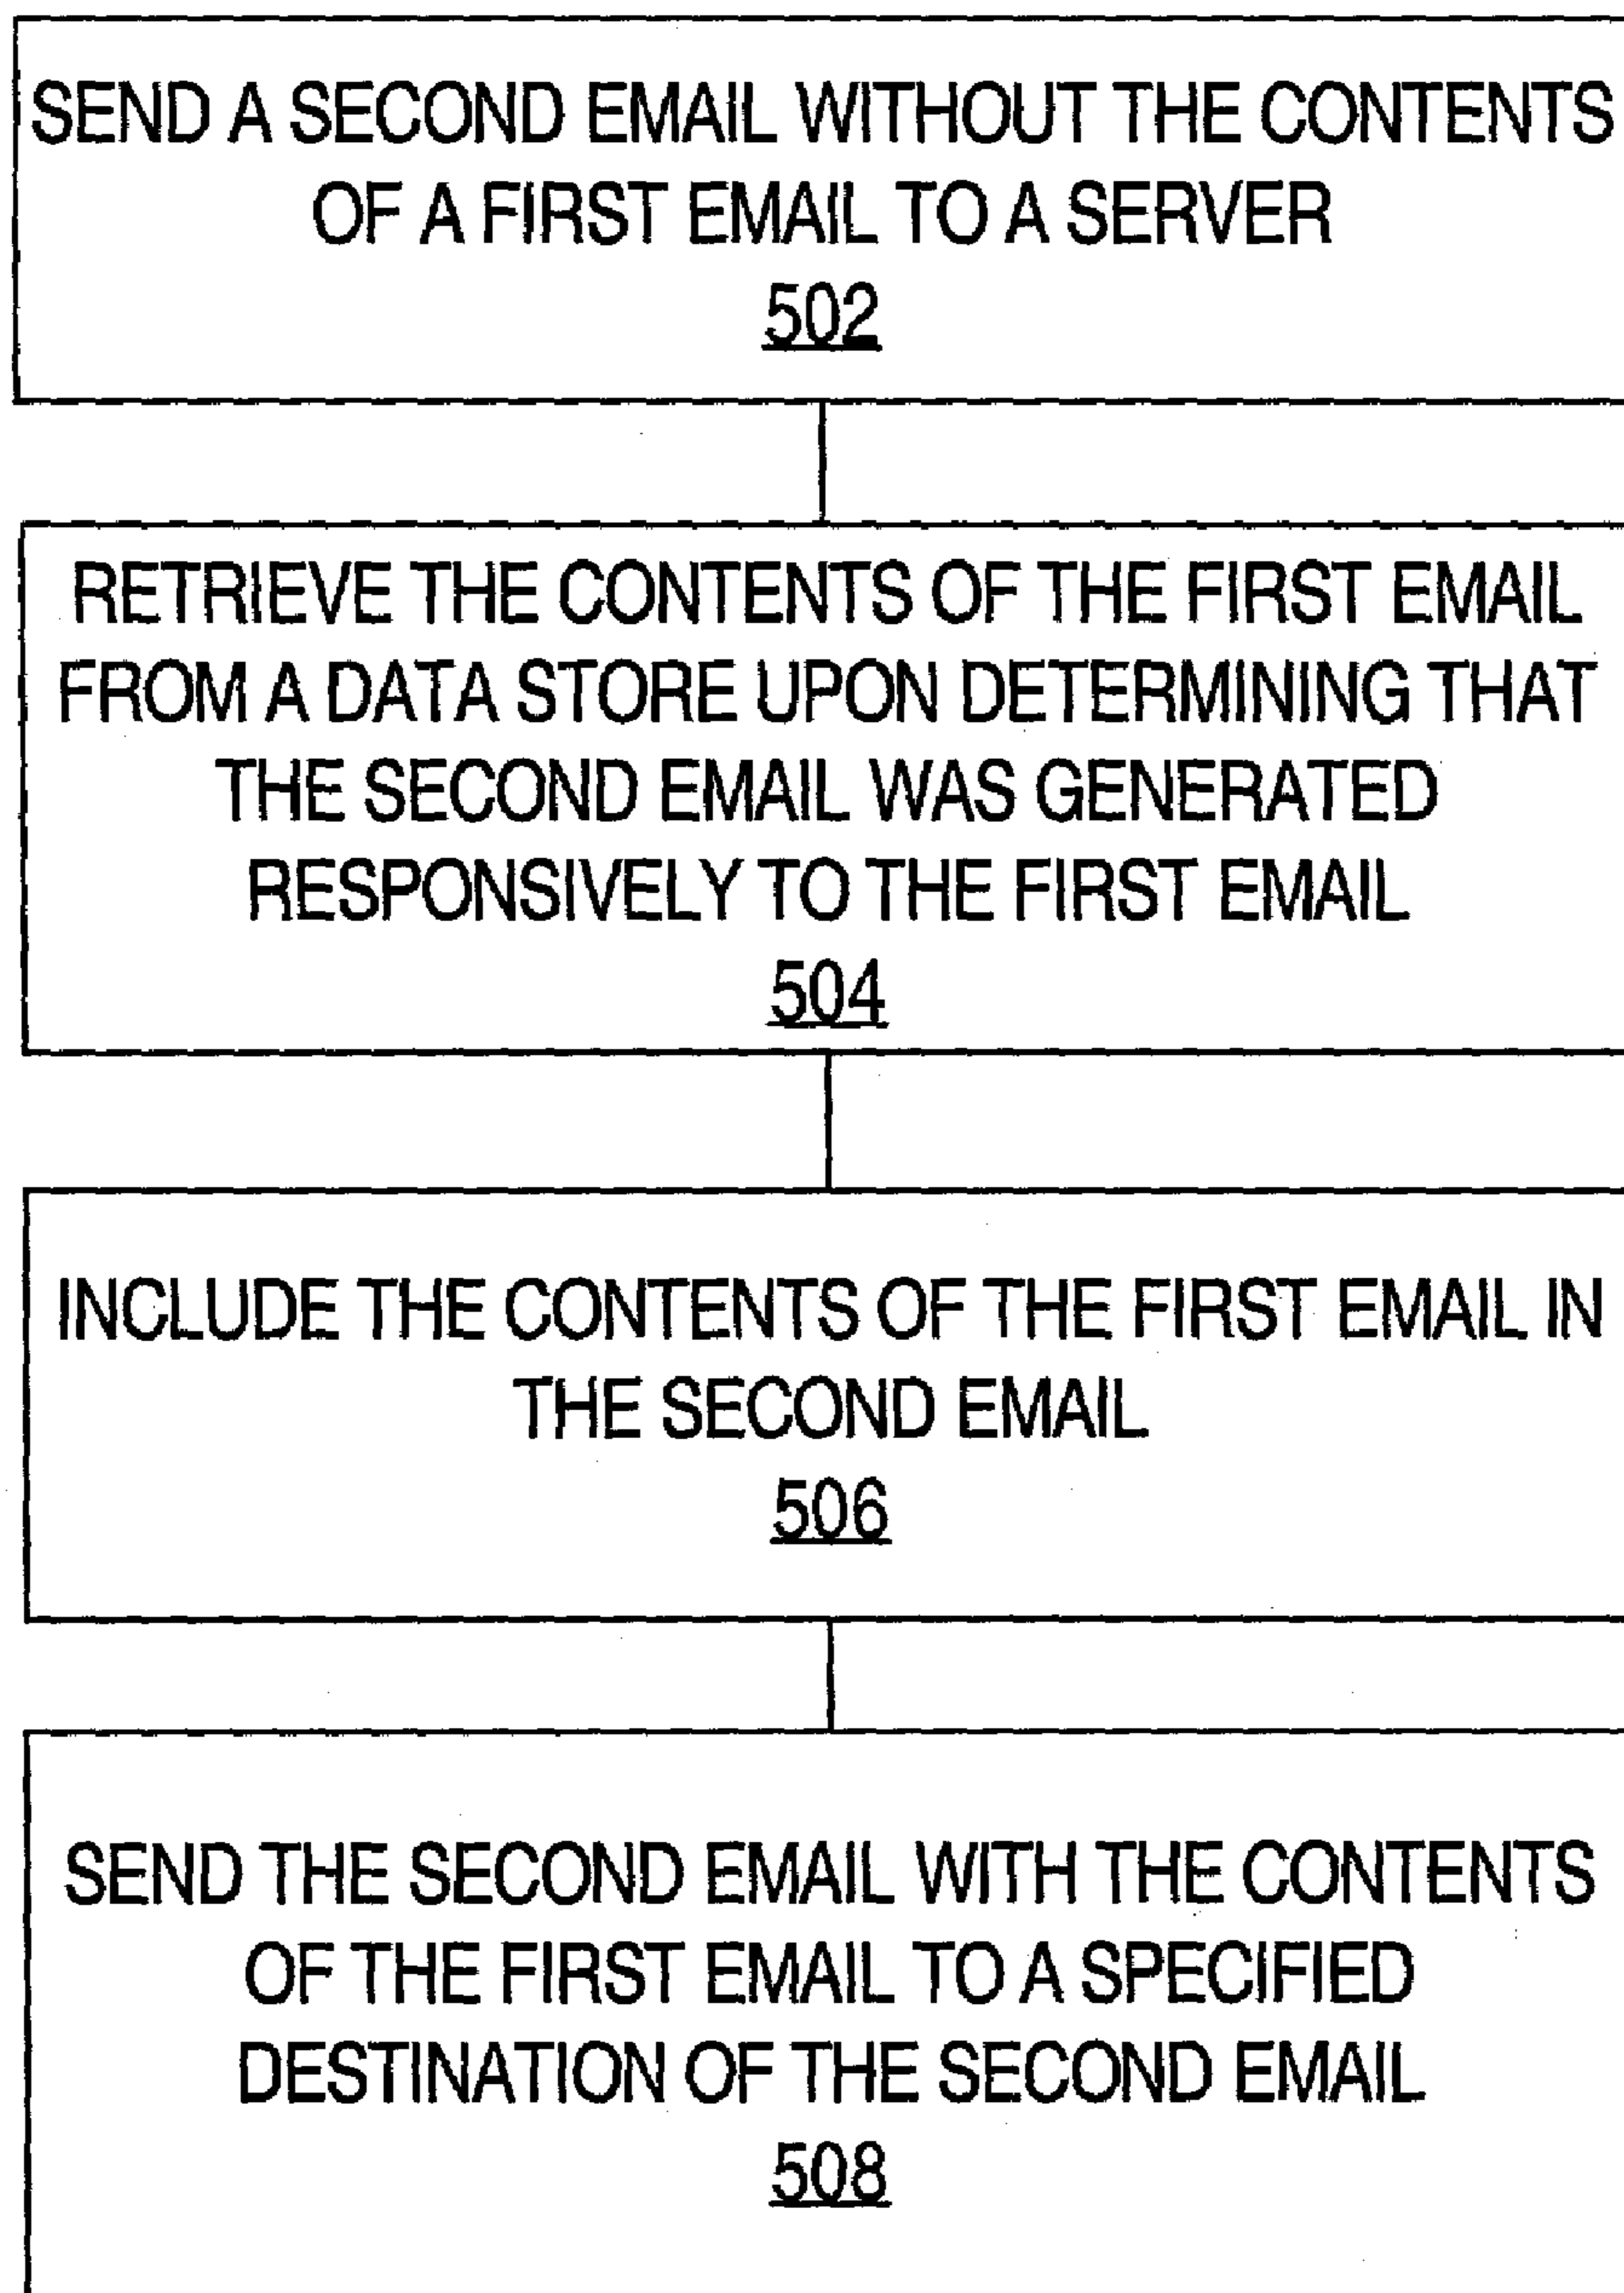 SEND A SECOND EMAIL WITHOUT THE CONTENTS
OF A FIRST EMAIL TO A SERVER
502
RETRIEVE THE CONTENTS OF THE FIRST EMAIL
FROM A DATA STORE UPON DETERMINING THAT
THE SECOND EMAIL WAS GENERATED
RESPONSIVELY TO THE FIRST EMAIL
504
INCLUDE THE CONTENTS OF THE FIRST EMAIL IN
THE SECOND EMAIL
506
SEND THE SECOND EMAIL WITH THE CONTENTS
OF THE FIRST EMAIL TO A SPECIFIED
DESTINATION OF THE SECOND EMAIL
508